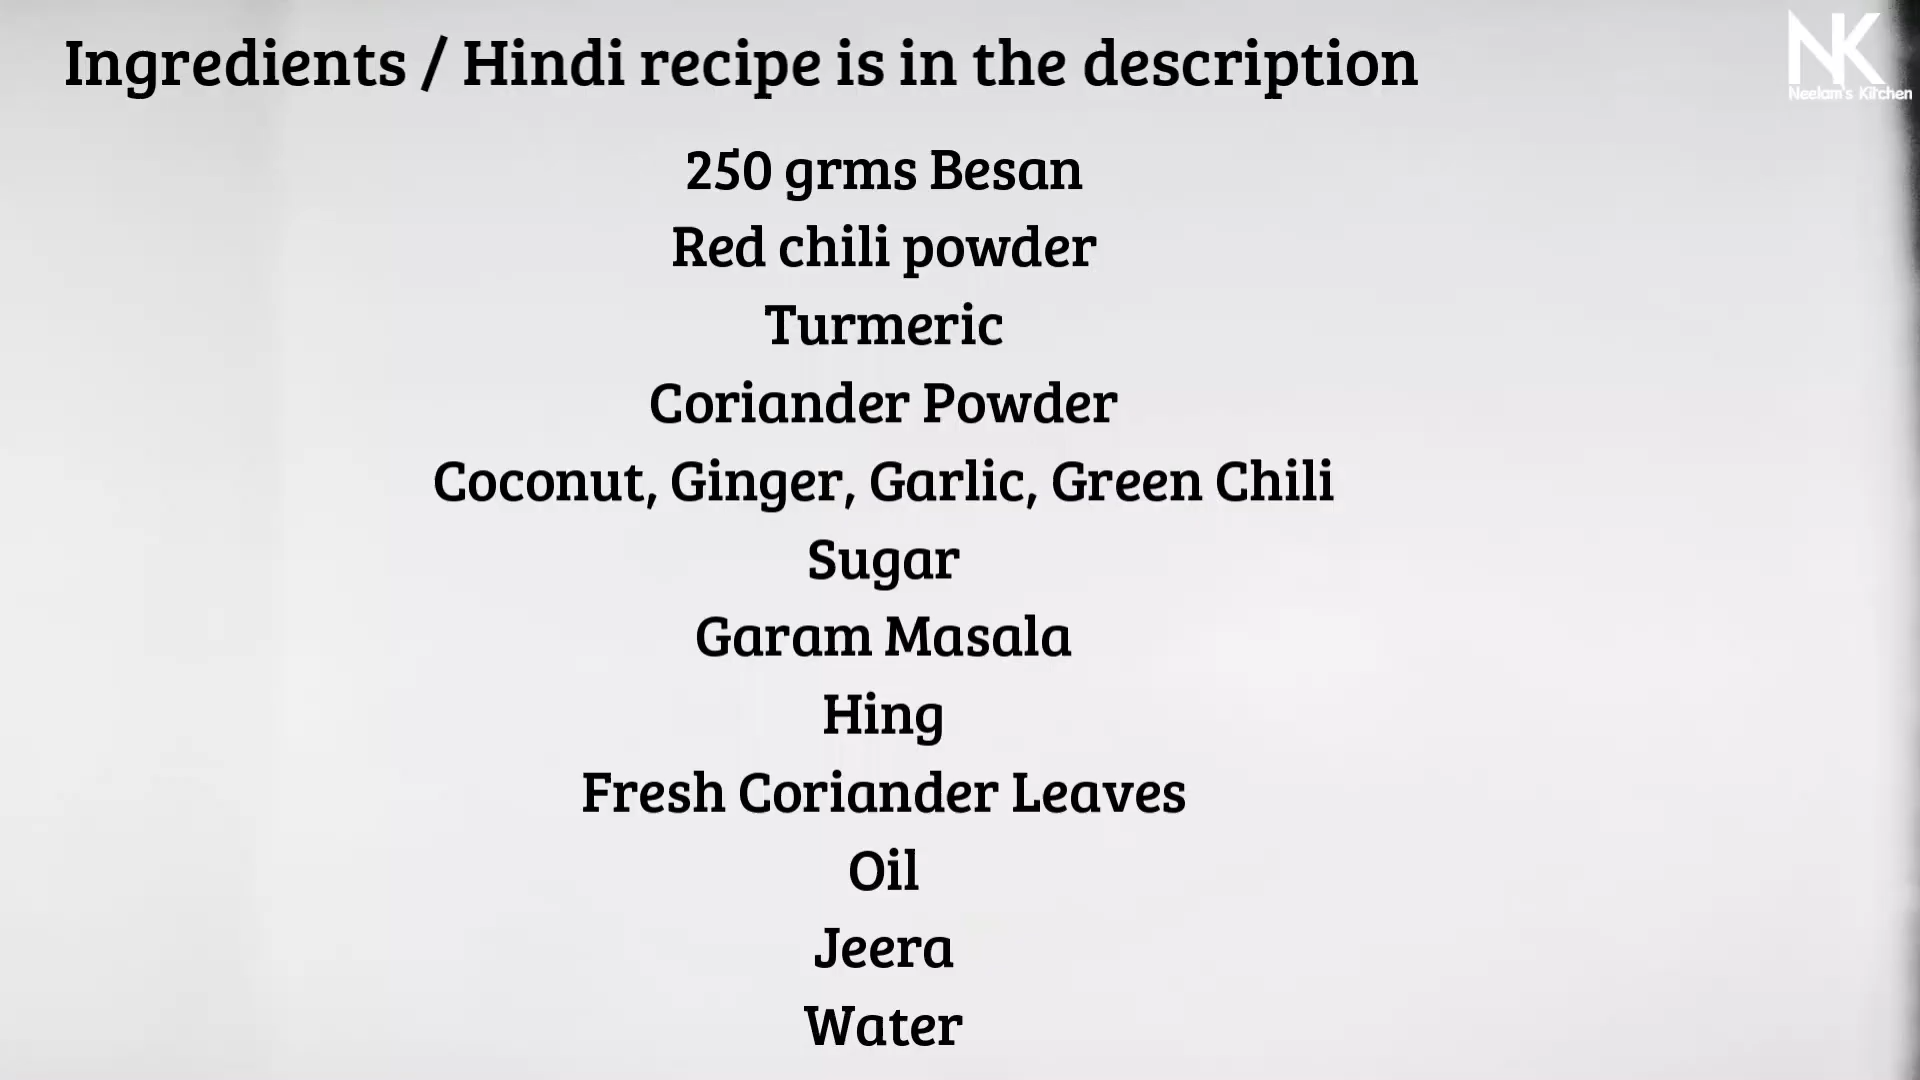 Ingredients / Hindi recipe is in the description
NK
Neelam's Kitchen
250 grms Besan
Red chili powder
Turmeric
Coriander Powder
Coconut, Ginger, Garlic, Green Chili
Sugar
Garam Masala
Hing
Fresh Coriander Leaves
Oil
Jeera
Water